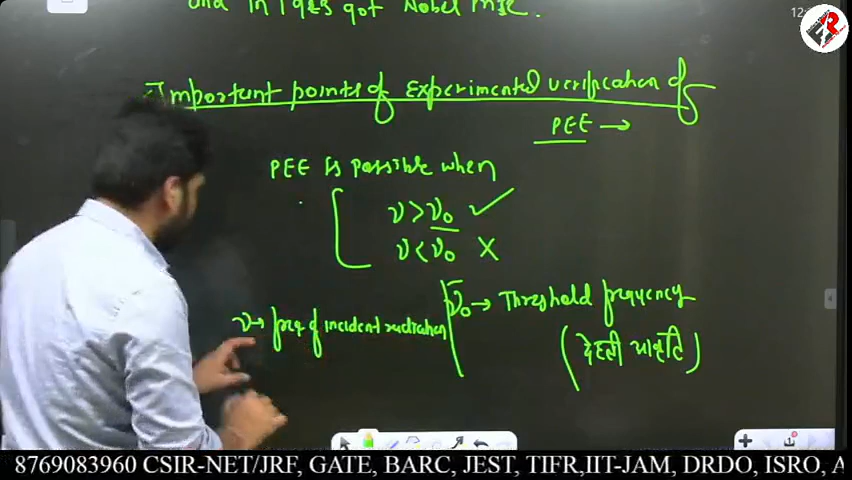 and in 1923 got Nobel prize.
12:
Important points of experimental verification of
PEE →
PEE is possible when
ν > ν₀ ✓
ν < ν₀ X
ν → freq of incident radiation
ν₀ → Threshold frequency
(देहली आवृत्ति)
8769083960 CSIR-NET/JRF, GATE, BARC, JEST, TIFR,IIT-JAM, DRDO, ISRO, A